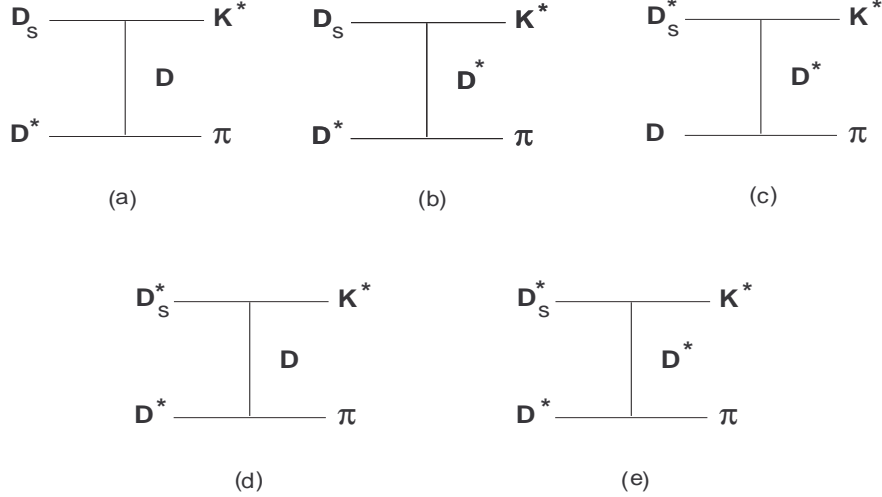 D_s K* D_s K* D_s* K*
D D* D*
D* π D* π D π
(a) (b) (c)
D_s* K* D_s* K*
D D*
D* π D* π
(d) (e)